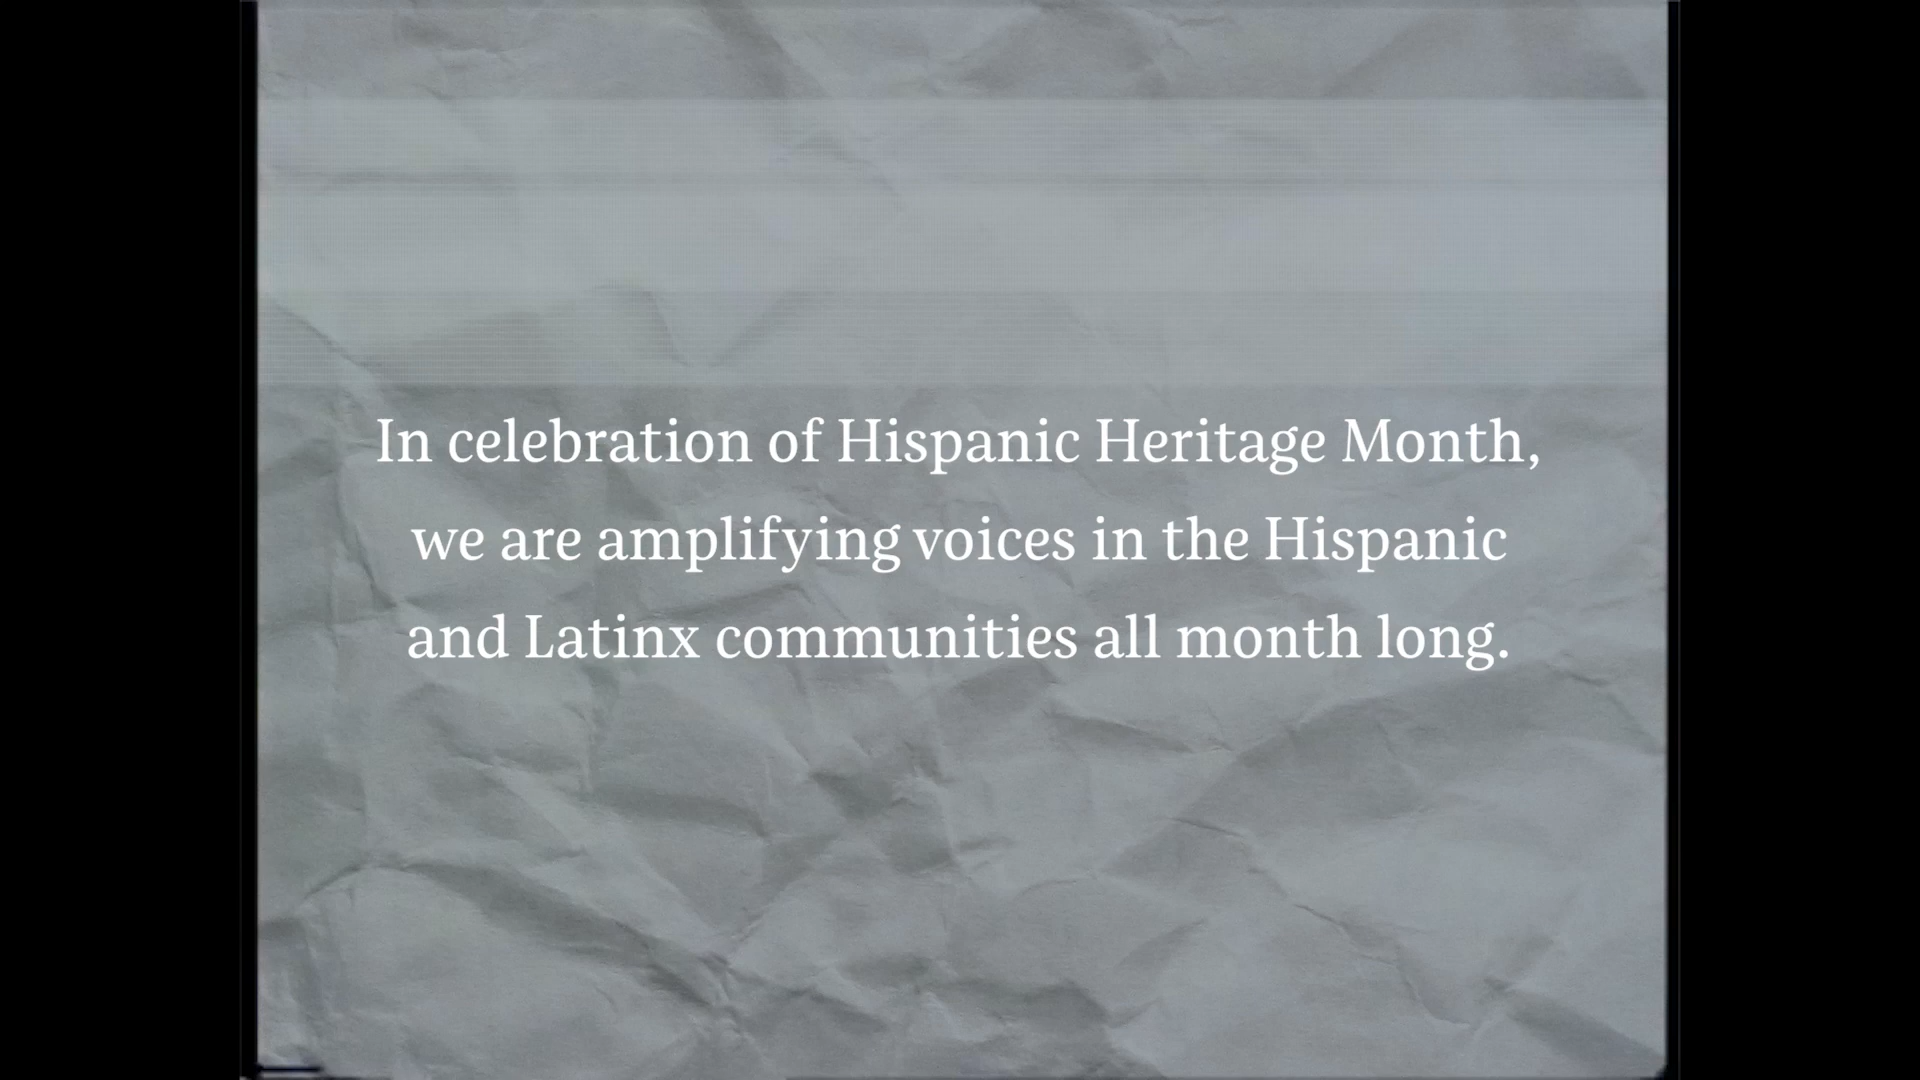 In celebration of Hispanic Heritage Month,
we are amplifying voices in the Hispanic
and Latinx communities all month long.